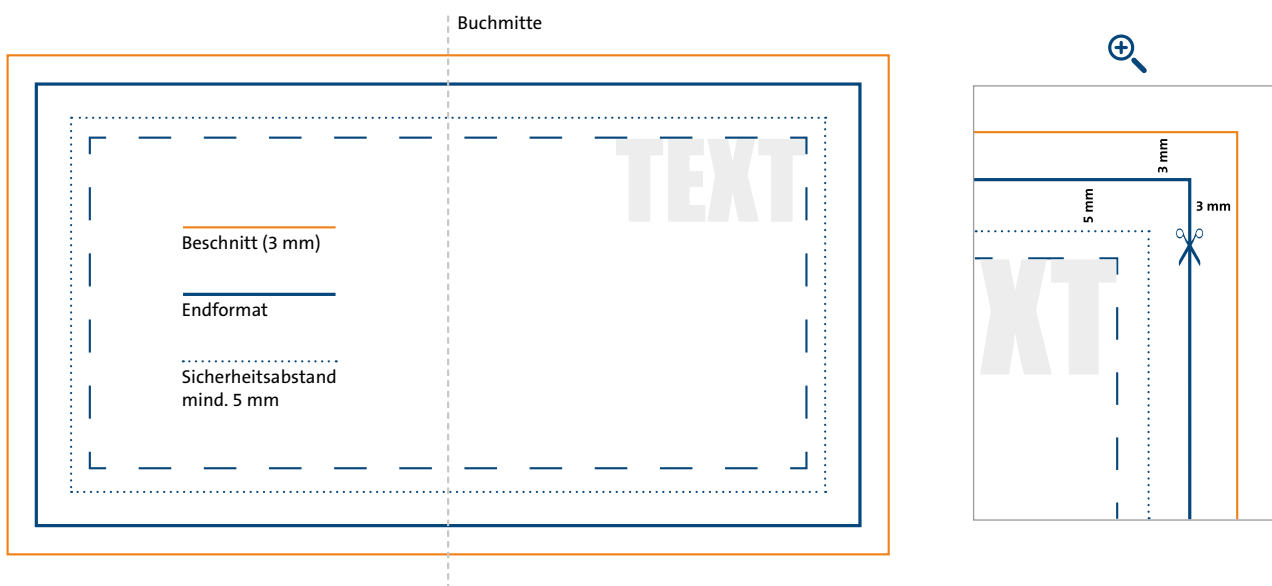 Buchmitte
TEXT
Beschnitt (3 mm)
Endformat
Sicherheitsabstand
mind. 5 mm
3 mm
5 mm
3 mm
XT